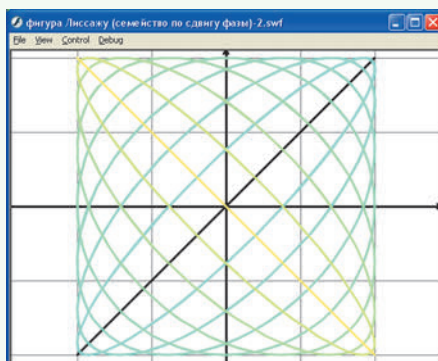 фигура Лиссажу (семейство по сдвигу фазы)-2.swf
File View Control Debug